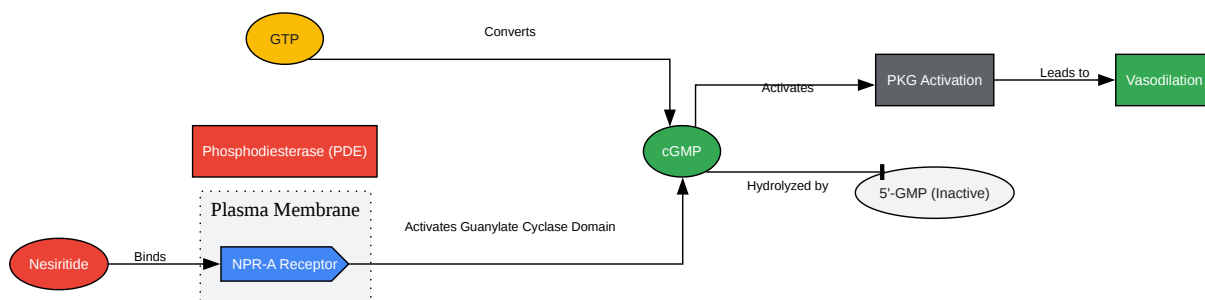 GTP
Converts
PKG Activation
Leads to
Vasodilation
Activates
Phosphodiesterase (PDE)
cGMP
Hydrolyzed by
5'-GMP (Inactive)
Plasma Membrane
Activates Guanylate Cyclase Domain
Nesiritide
Binds
NPR-A Receptor